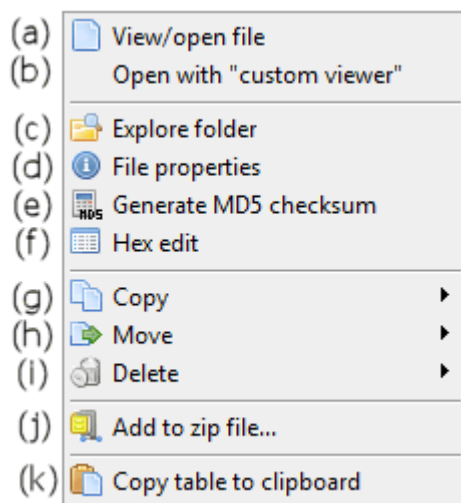 (a) View/open file
(b) Open with "custom viewer"
(c) Explore folder
(d) File properties
(e) MD5 Generate MD5 checksum
(f) Hex edit
(g) Copy
(h) Move
(i) Delete
(j) Add to zip file...
(k) Copy table to clipboard